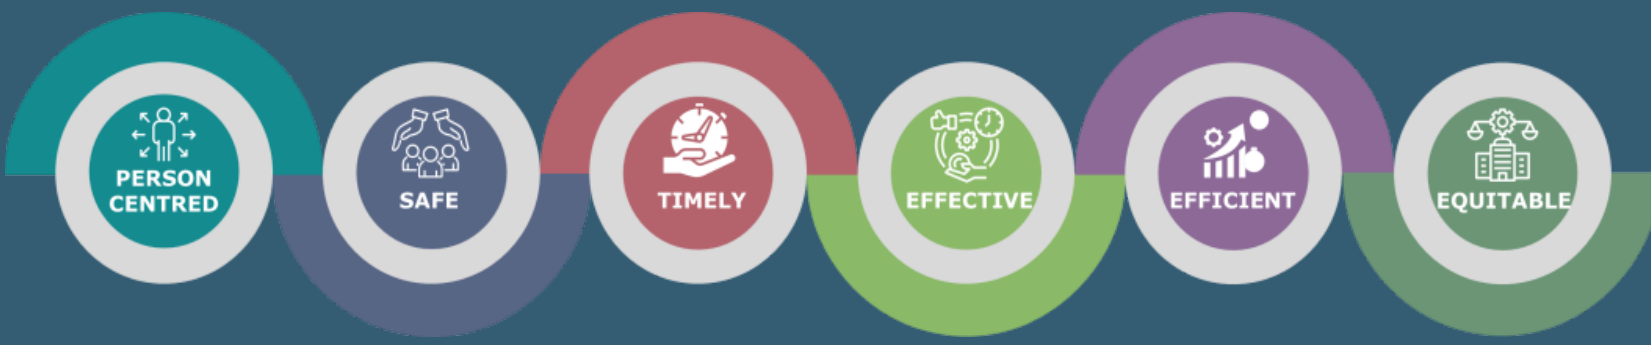 PERSON
CENTRED
SAFE
TIMELY
EFFECTIVE
EFFICIENT
EQUITABLE